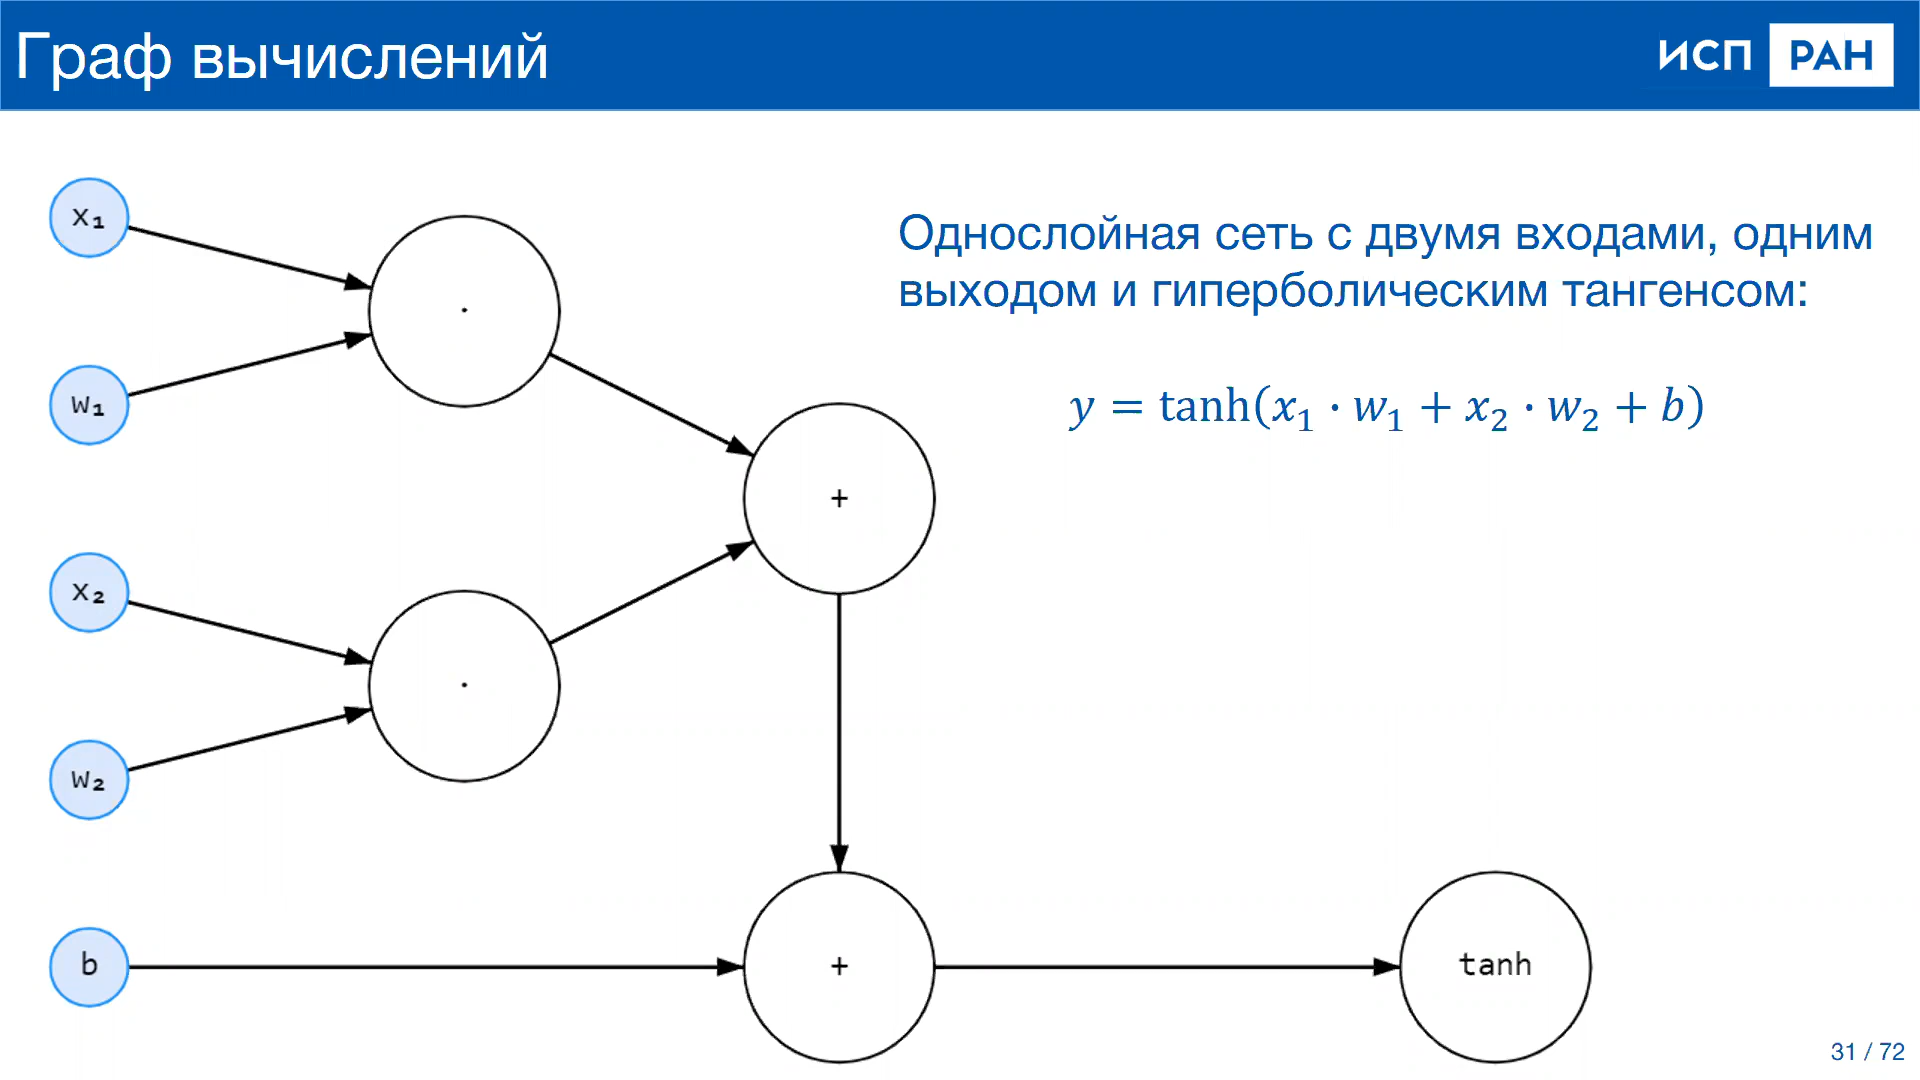 Граф вычислений
ИСП РАН
x₁
w₁
·
x₂
w₂
·
+
b
+
tanh
Однослойная сеть с двумя входами, одним
выходом и гиперболическим тангенсом:
y = tanh(x₁ · w₁ + x₂ · w₂ + b)
31 / 72